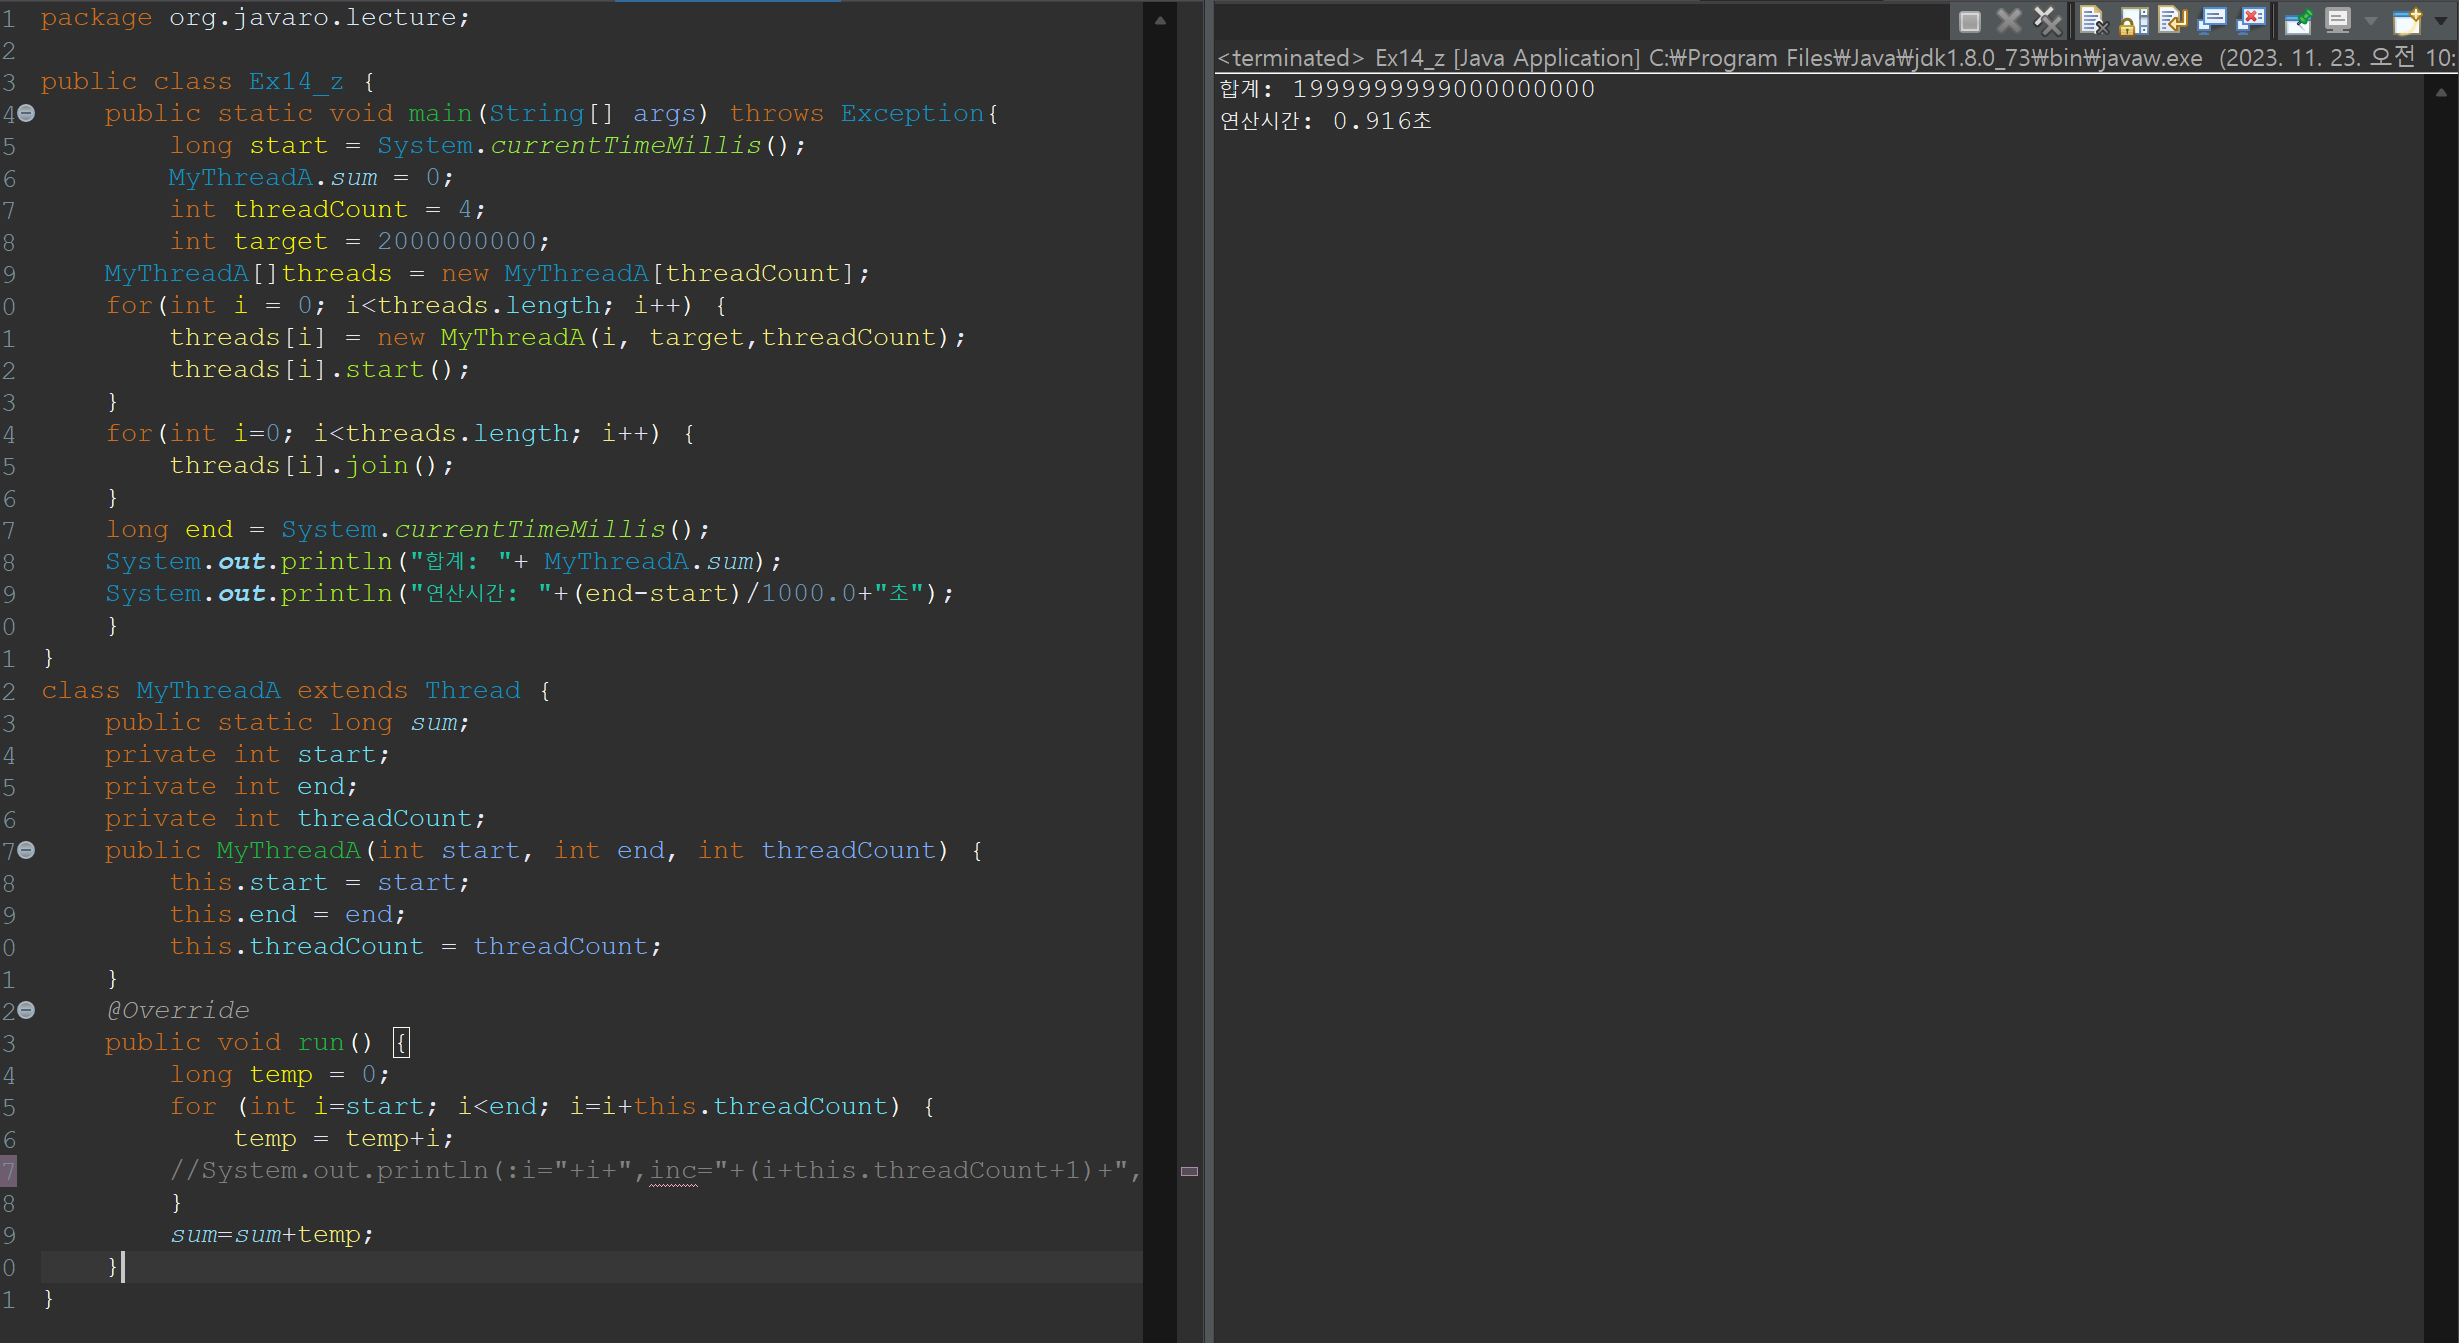 1 package org.javaro.lecture;
2
3 public class Ex14_z {
4 public static void main(String[] args) throws Exception{
5 long start = System.currentTimeMillis();
6 MyThreadA.sum = 0;
7 int threadCount = 4;
8 int target = 2000000000;
9 MyThreadA[]threads = new MyThreadA[threadCount];
0 for(int i = 0; i<threads.length; i++) {
1 threads[i] = new MyThreadA(i, target,threadCount);
2 threads[i].start();
3 }
4 for(int i=0; i<threads.length; i++) {
5 threads[i].join();
6 }
7 long end = System.currentTimeMillis();
8 System.out.println("합계: "+ MyThreadA.sum);
9 System.out.println("연산시간: "+(end-start)/1000.0+"초");
0 }
1 }
2 class MyThreadA extends Thread {
3 public static long sum;
4 private int start;
5 private int end;
6 private int threadCount;
7 public MyThreadA(int start, int end, int threadCount) {
8 this.start = start;
9 this.end = end;
0 this.threadCount = threadCount;
1 }
2 @Override
3 public void run() {
4 long temp = 0;
5 for (int i=start; i<end; i=i+this.threadCount) {
6 temp = temp+i;
7 //System.out.println(:i="+i+",inc="+(i+this.threadCount+1)+",
8 }
9 sum=sum+temp;
0 }
1 }
<terminated> Ex14_z [Java Application] C:₩Program Files₩Java₩jdk1.8.0_73₩bin₩javaw.exe (2023. 11. 23. 오전 10:
합계: 1999999999000000000
연산시간: 0.916초